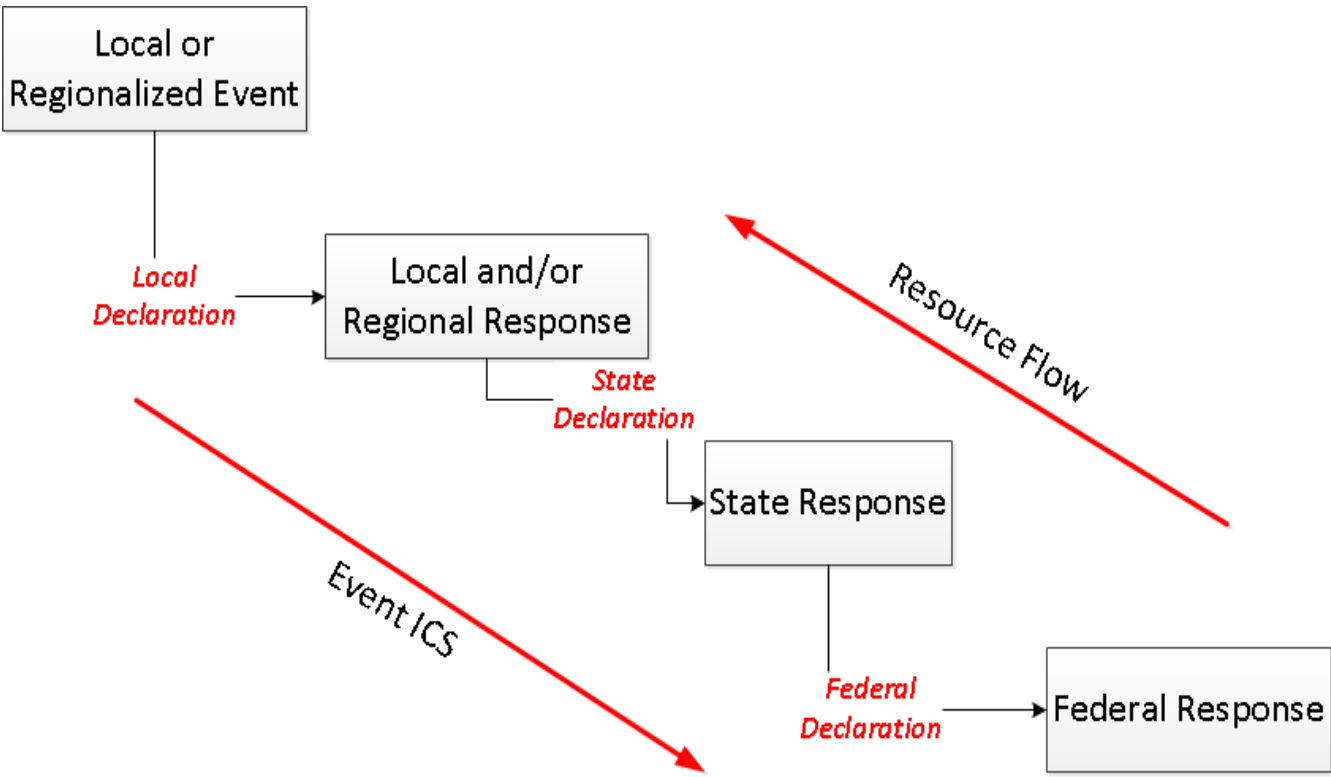 Local or
Regionalized Event
Local
Declaration
Local and/or
Regional Response
Resource Flow
State
Declaration
State Response
Event ICS
Federal
Declaration
Federal Response